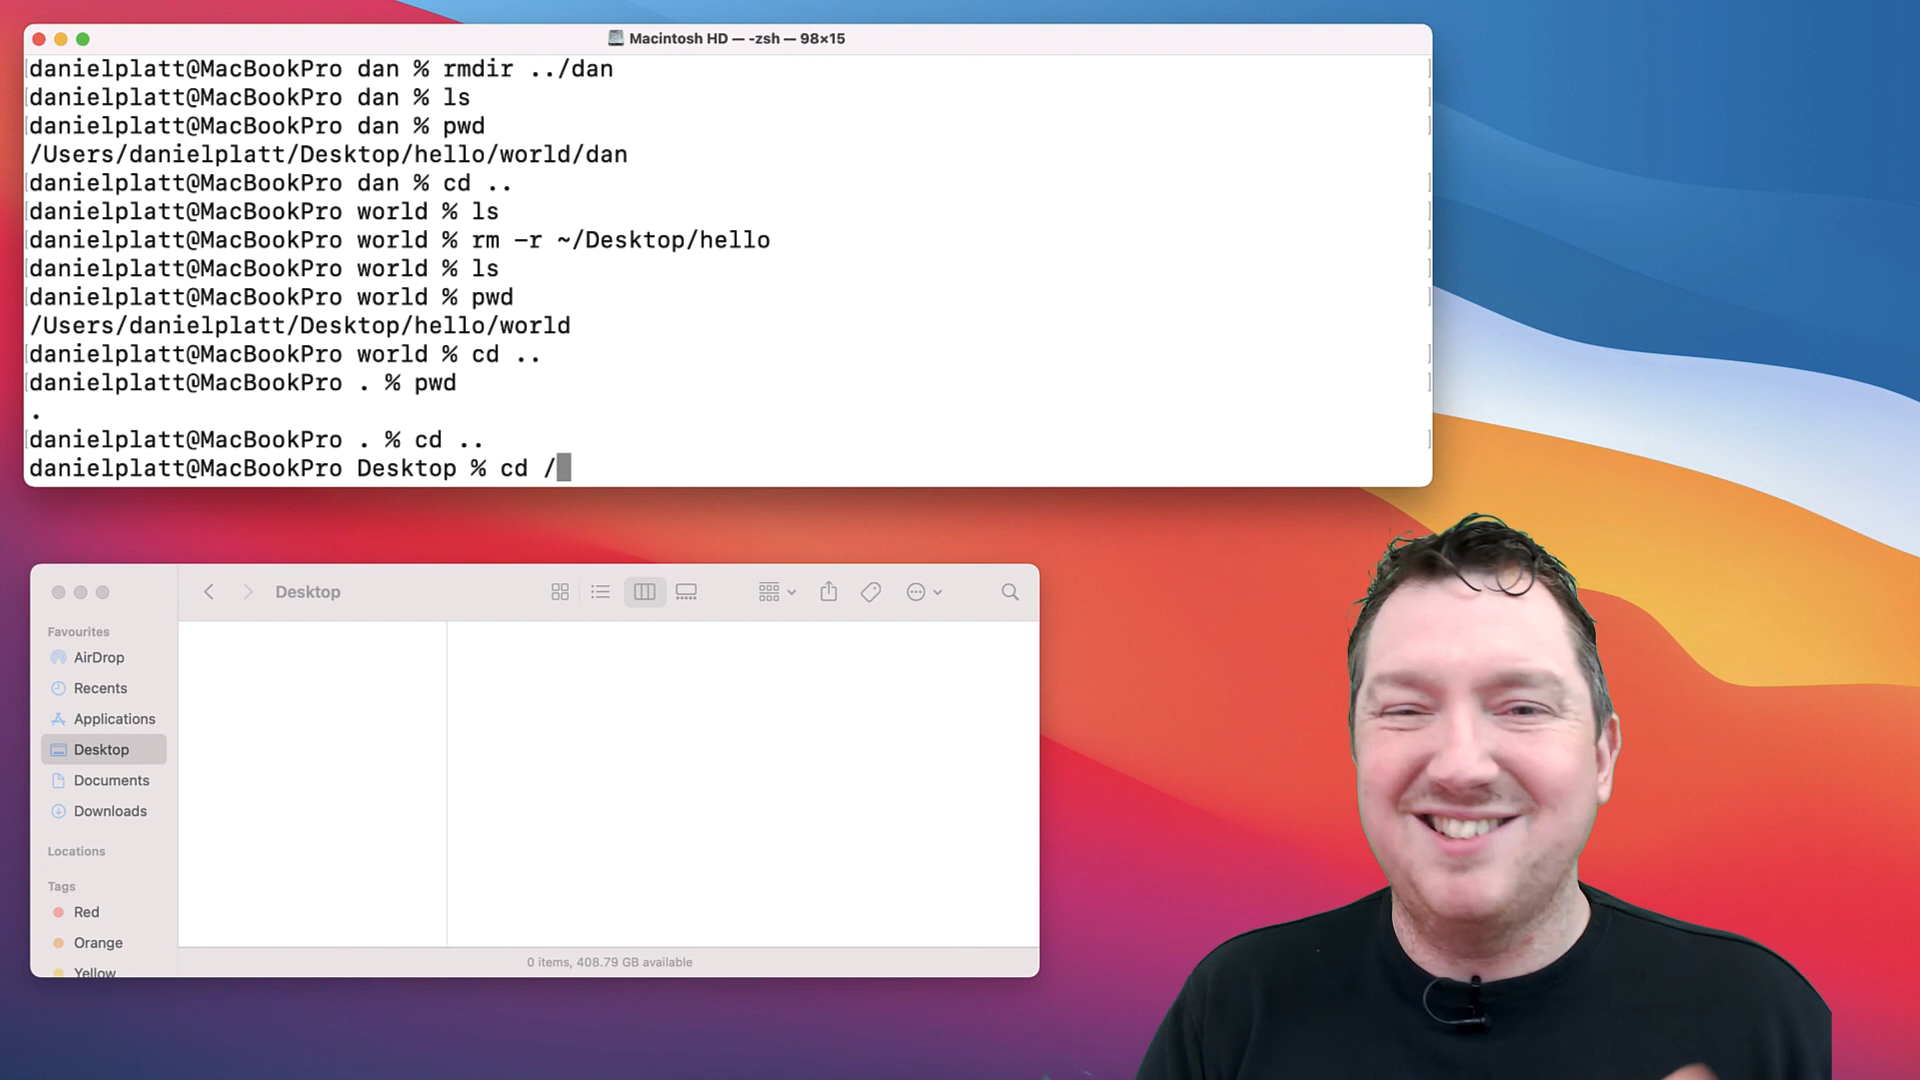 Macintosh HD — -zsh — 98×15
danielplatt@MacBookPro dan % rmdir ../dan
danielplatt@MacBookPro dan % ls
danielplatt@MacBookPro dan % pwd
/Users/danielplatt/Desktop/hello/world/dan
danielplatt@MacBookPro dan % cd ..
danielplatt@MacBookPro world % ls
danielplatt@MacBookPro world % rm -r ~/Desktop/hello
danielplatt@MacBookPro world % ls
danielplatt@MacBookPro world % pwd
/Users/danielplatt/Desktop/hello/world
danielplatt@MacBookPro world % cd ..
danielplatt@MacBookPro . % pwd
.
danielplatt@MacBookPro . % cd ..
danielplatt@MacBookPro Desktop % cd /
Desktop
Favourites
AirDrop
Recents
Applications
Desktop
Documents
Downloads
Locations
Tags
Red
Orange
Yellow
0 items, 408.79 GB available